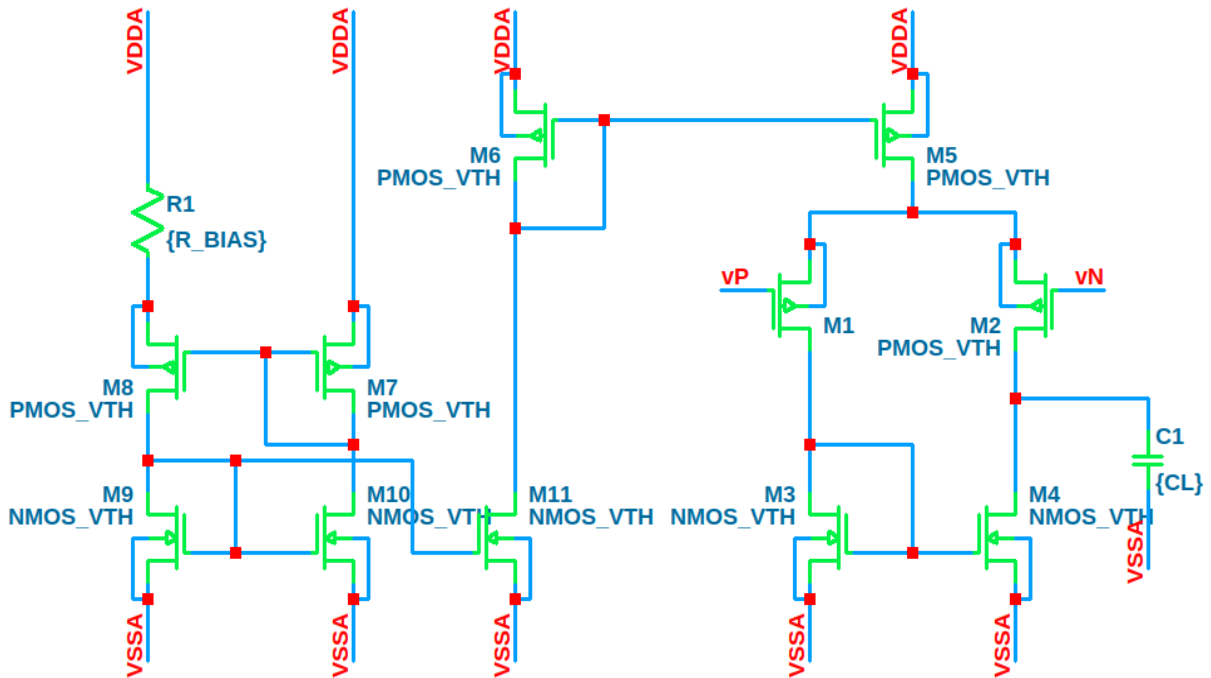 VDDA
VDDA
VDDA
VDDA
M6
PMOS_VTH
M5
PMOS_VTH
R1
{R_BIAS}
vP
vN
M1
M2
PMOS_VTH
M8
PMOS_VTH
M7
PMOS_VTH
C1
{CL}
M9
NMOS_VTH
M10
NMOS_VTH
M11
NMOS_VTH
M3
NMOS_VTH
M4
NMOS_VTH
VSSA
VSSA
VSSA
VSSA
VSSA
VSSA